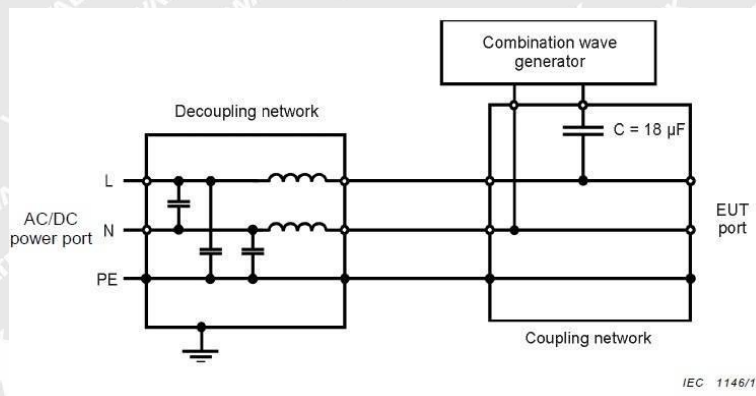 Combination wave
generator
Decoupling network
C = 18 µF
L
AC/DC
power port
N
PE
EUT
port
Coupling network
IEC 1146/1